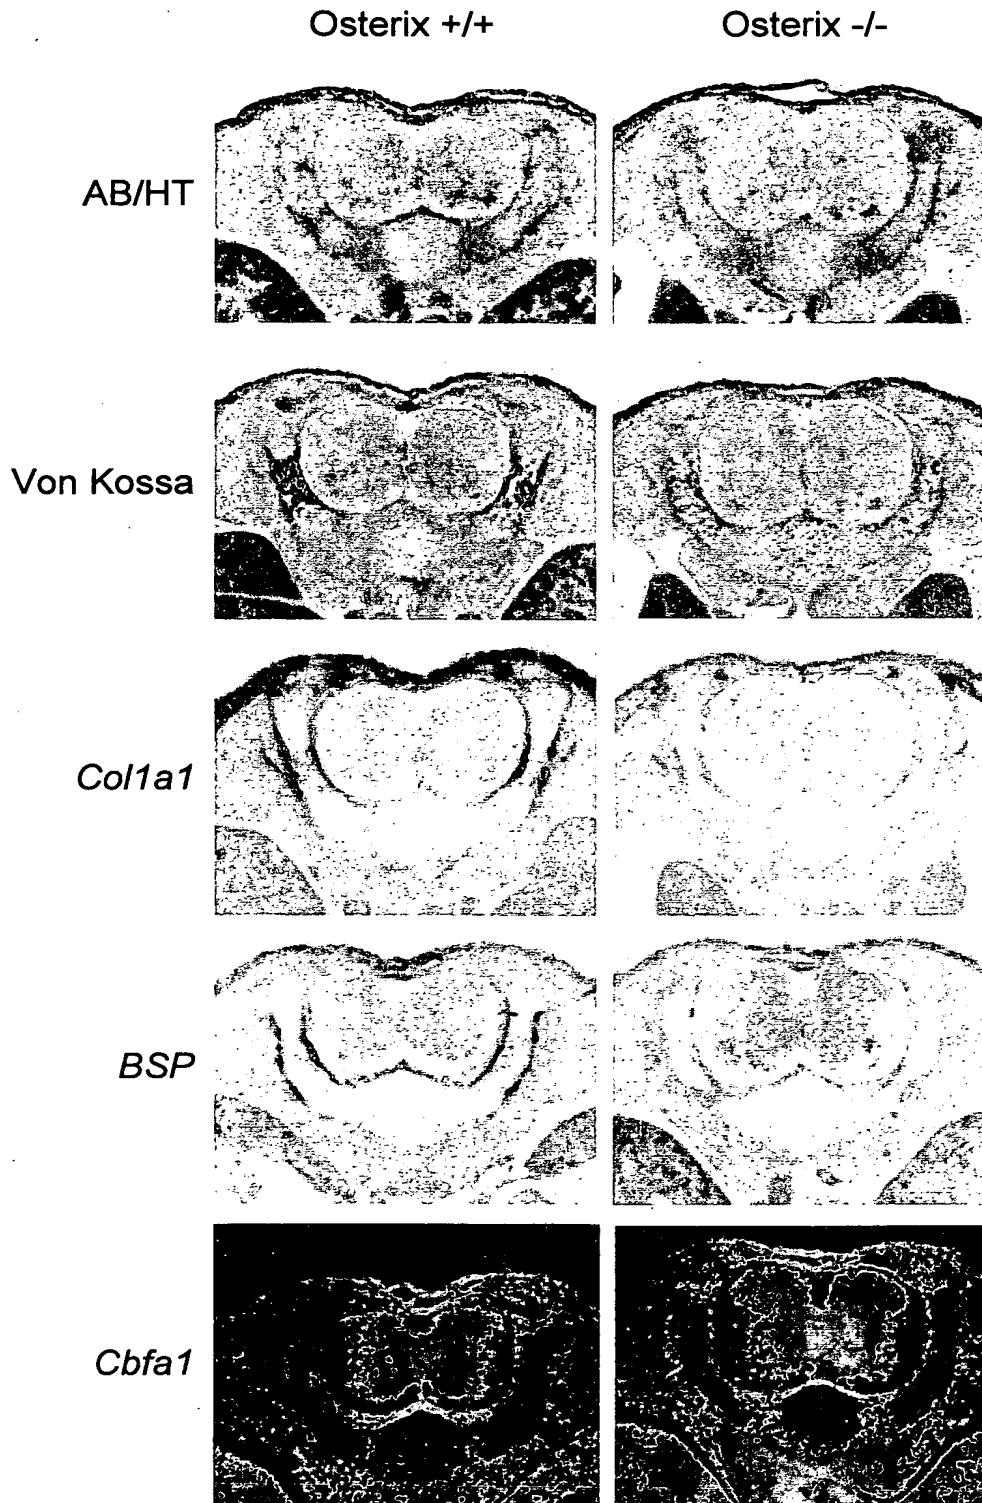 Osterix +/+ Osterix -/-
AB/HT
Von Kossa
Col1a1
BSP
Cbfa1